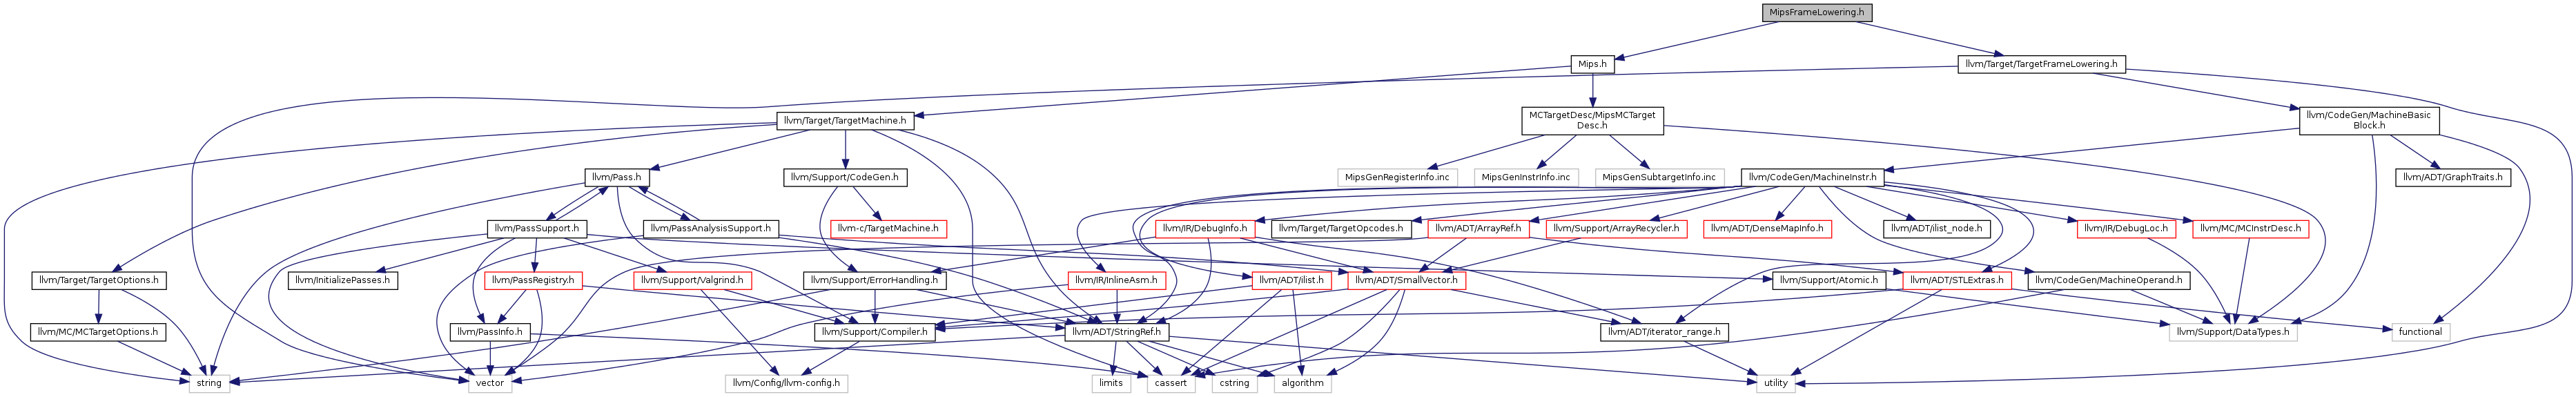 MipsFrameLowering.h
Mips.h
llvm/Target/TargetFrameLowering.h
llvm/Target/TargetMachine.h
MCTargetDesc/MipsMCTarget
Desc.h
llvm/CodeGen/MachineBasic
Block.h
llvm/Pass.h
llvm/Support/CodeGen.h
MipsGenRegisterInfo.inc
MipsGenInstrInfo.inc
MipsGenSubtargetInfo.inc
llvm/CodeGen/MachineInstr.h
llvm/ADT/GraphTraits.h
llvm/PassSupport.h
llvm/PassAnalysisSupport.h
llvm-c/TargetMachine.h
llvm/IR/DebugInfo.h
llvm/Target/TargetOpcodes.h
llvm/ADT/ArrayRef.h
llvm/Support/ArrayRecycler.h
llvm/ADT/DenseMapInfo.h
llvm/ADT/ilist_node.h
llvm/IR/DebugLoc.h
llvm/MC/MCInstrDesc.h
llvm/Target/TargetOptions.h
llvm/InitializePasses.h
llvm/PassRegistry.h
llvm/Support/Valgrind.h
llvm/Support/ErrorHandling.h
llvm/IR/InlineAsm.h
llvm/ADT/ilist.h
llvm/ADT/SmallVector.h
llvm/Support/Atomic.h
llvm/ADT/STLExtras.h
llvm/CodeGen/MachineOperand.h
llvm/MC/MCTargetOptions.h
llvm/PassInfo.h
llvm/Support/Compiler.h
llvm/ADT/StringRef.h
llvm/ADT/iterator_range.h
functional
llvm/Support/DataTypes.h
string
vector
llvm/Config/llvm-config.h
limits
cassert
cstring
algorithm
utility